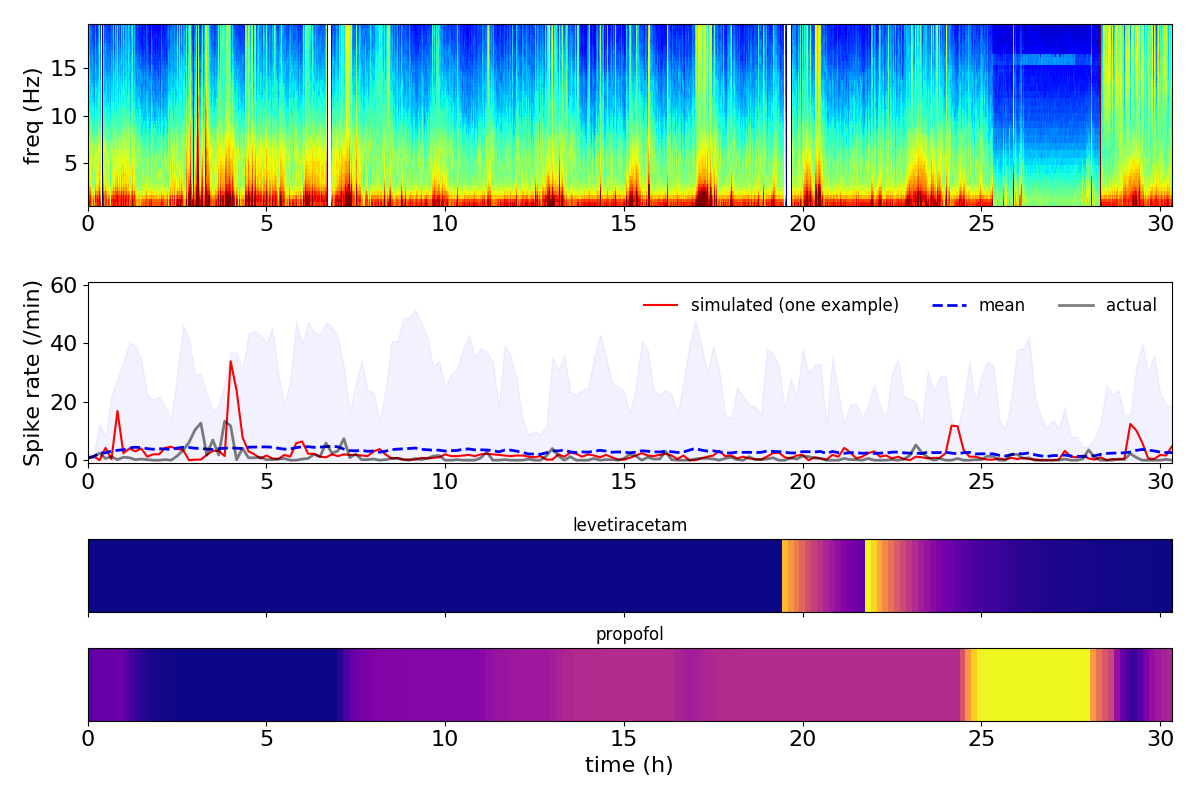 freq (Hz)
15
10
5
0 5 10 15 20 25 30
Spike rate (/min)
60
40
20
0
simulated (one example) mean actual
0 5 10 15 20 25 30
levetiracetam
propofol
0 5 10 15 20 25 30
time (h)